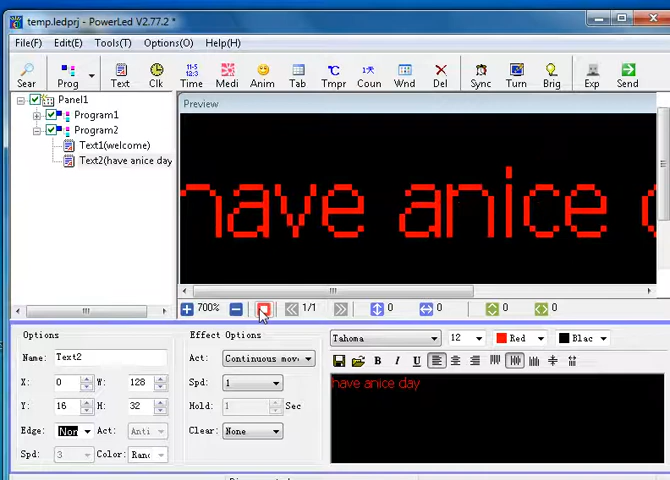 temp.ledprj - PowerLed V2.77.2 *
File(F) Edit(E) Tools(T) Options(O) Help(H)
Sear Prog Text Clk Time Medi Anim Tab Tmpr Coun Wnd Del Sync Turn Brig Exp Send
Panel1
Program1
Program2
Text1(welcome)
Text2(have anice day
Preview
have anice
700% 1/1 0 0 0 0
Options
Name: Text2
X: 0 W: 128
Y: 16 H: 32
Edge: Nor Act: Anti
Spd: 3 Color: Ranc
Effect Options
Act: Continuous mov
Spd: 1
Hold: 1 Sec
Clear: None
Tahoma 12 Red Blac
B I U
have anice day